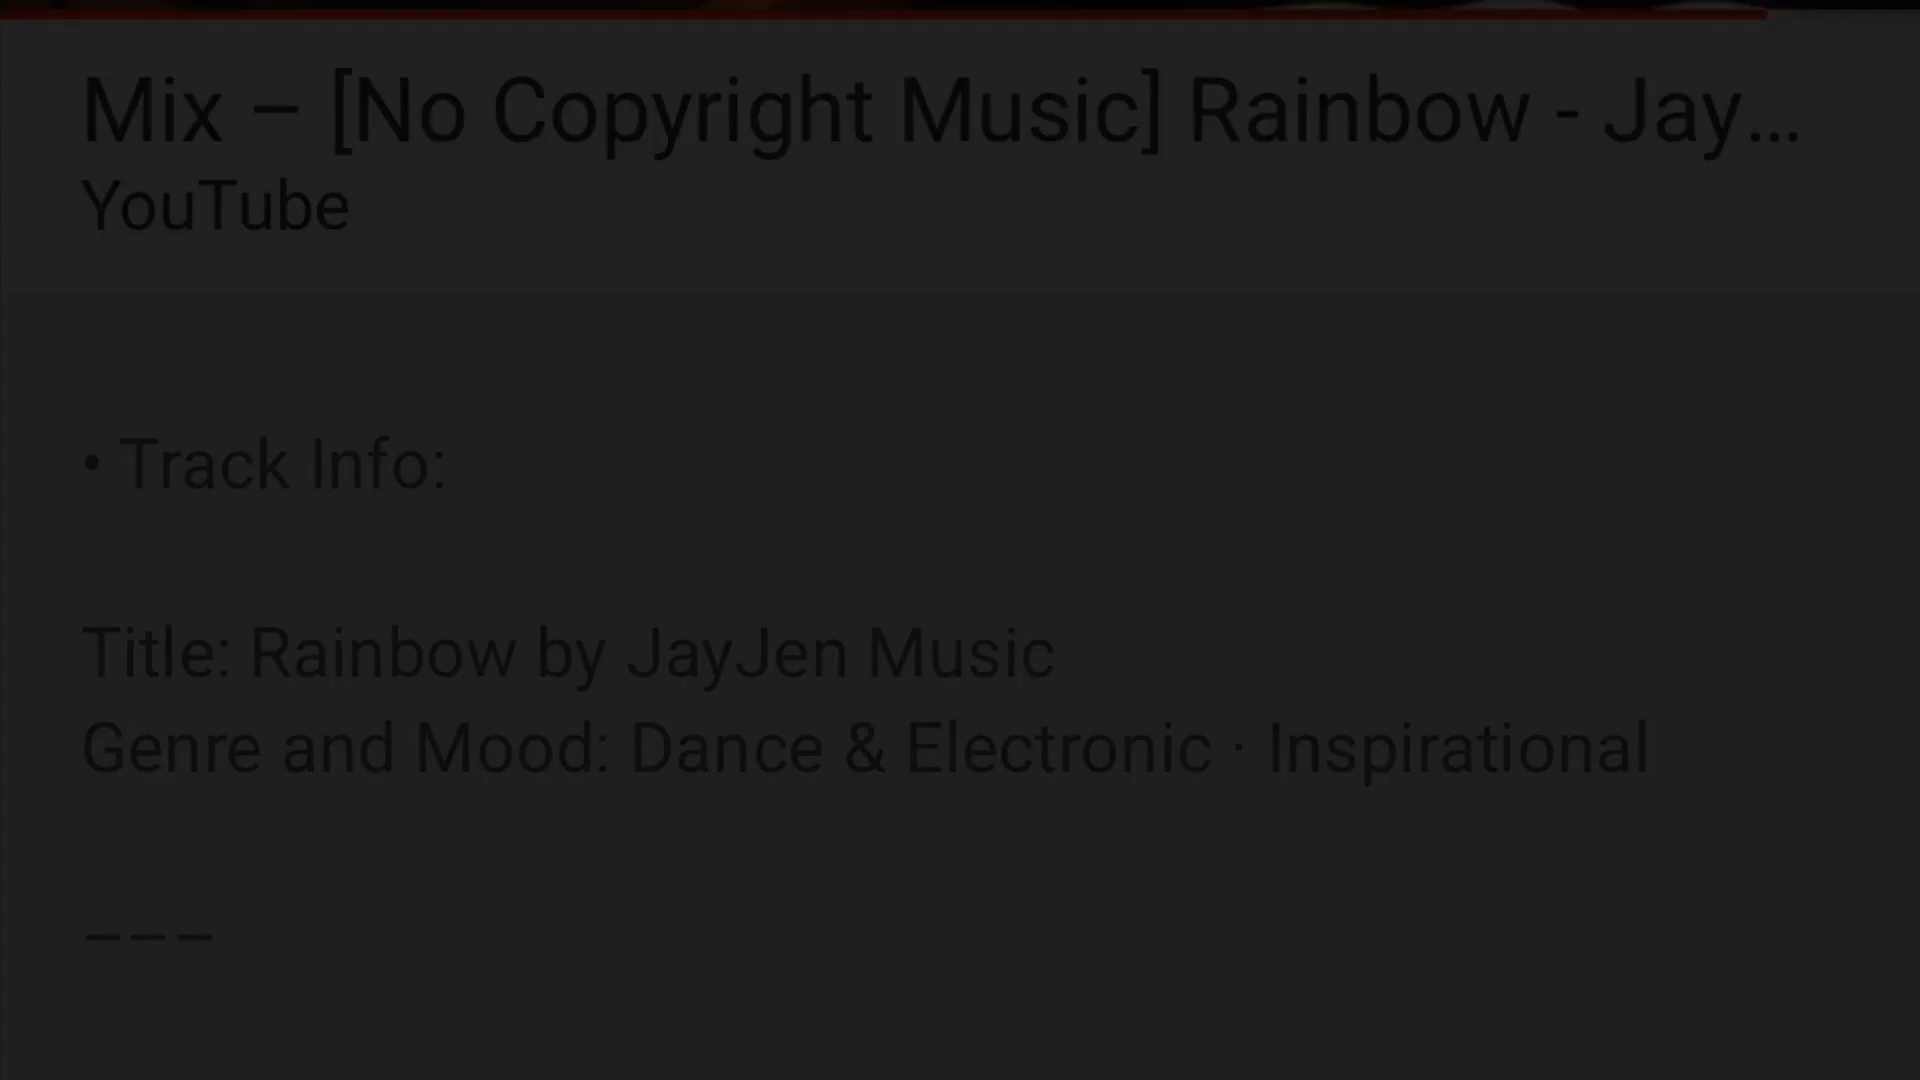 Mix – [No Copyright Music] Rainbow - Jay...
YouTube
• Track Info:
Title: Rainbow by JayJen Music
Genre and Mood: Dance & Electronic · Inspirational
–––